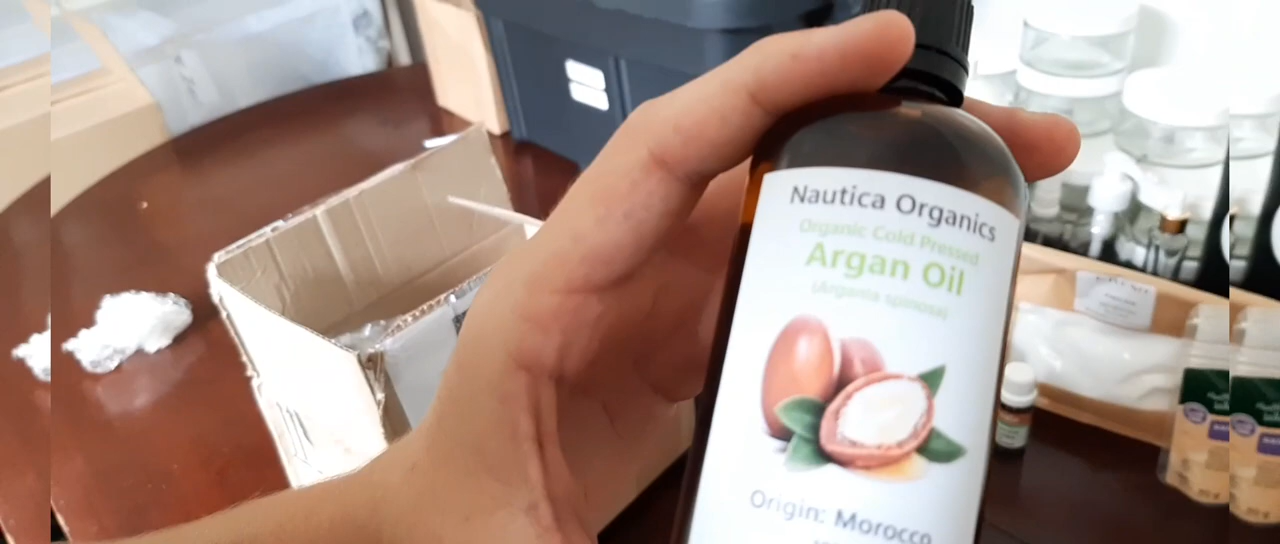 Nautica Organics
Organic Cold Pressed
Argan Oil
(Argania spinosa)
Origin: Morocco